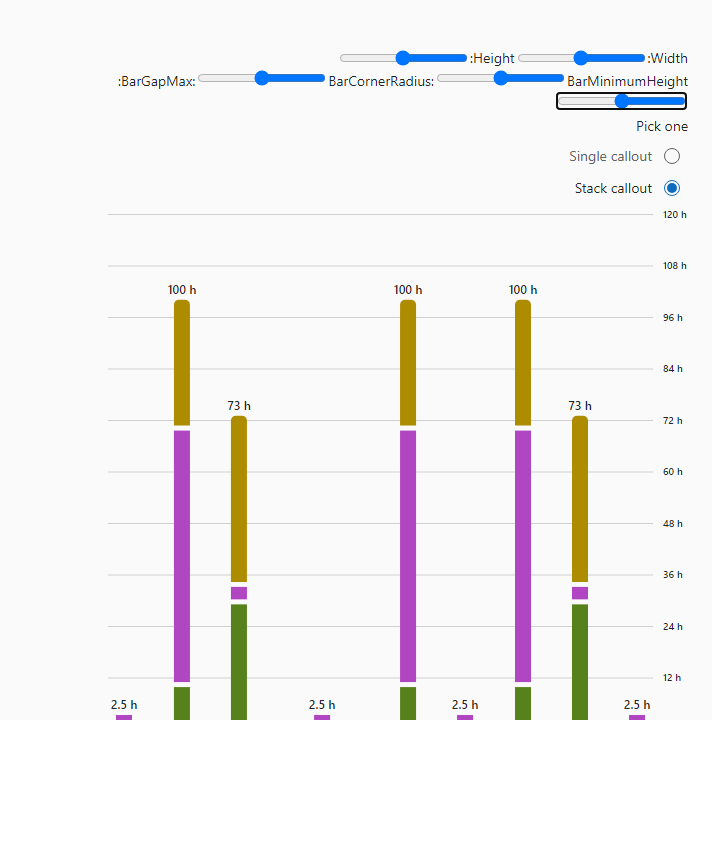 :Width :Height
BarMinimumHeight BarCornerRadius: :BarGapMax:
Pick one
Single callout
Stack callout
120 h
108 h
100 h 100 h 100 h
96 h
84 h
73 h 73 h
72 h
60 h
48 h
36 h
24 h
12 h
2.5 h 2.5 h 2.5 h 2.5 h